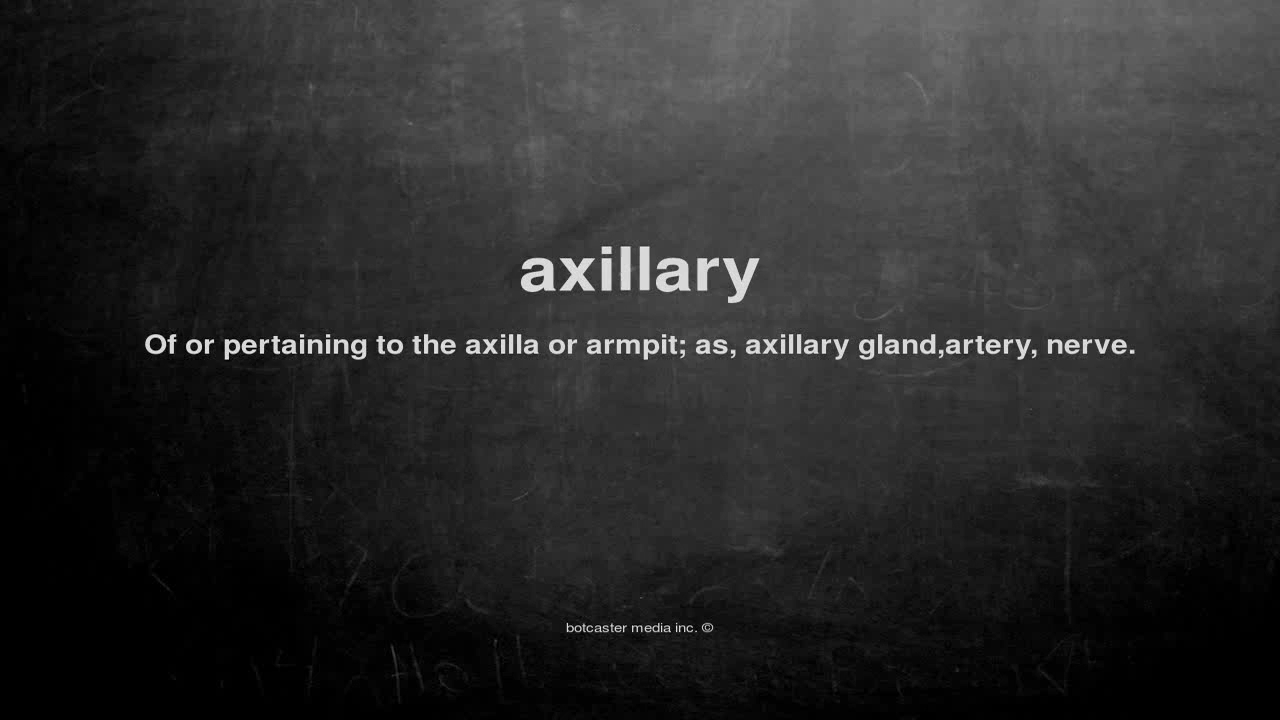 axillary
Of or pertaining to the axilla or armpit; as, axillary gland,artery, nerve.
botcaster media inc. ©